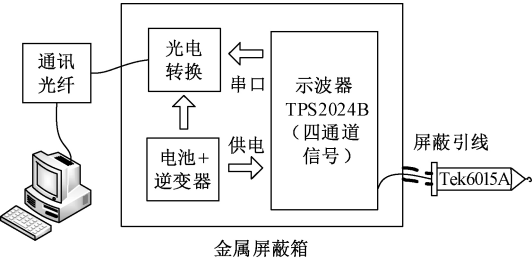 通讯
光纤
光电
转换
串口
示波器
TPS2024B
（四通道
信号）
电池+
逆变器
供电
屏蔽引线
Tek6015A
金属屏蔽箱